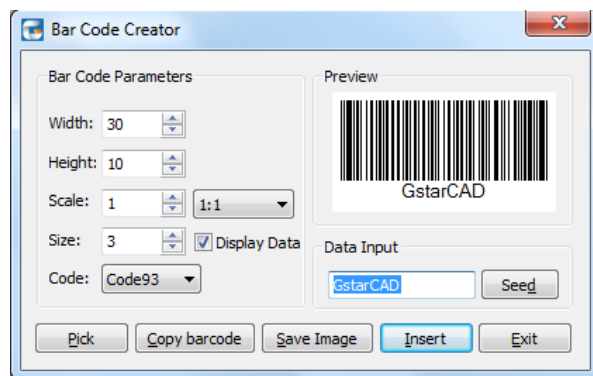 Bar Code Creator
Bar Code Parameters
Width: 30
Height: 10
Scale: 1 1:1
Size: 3 Display Data
Code: Code93
Preview
GstarCAD
Data Input
GstarCAD Seed
Pick Copy barcode Save Image Insert Exit